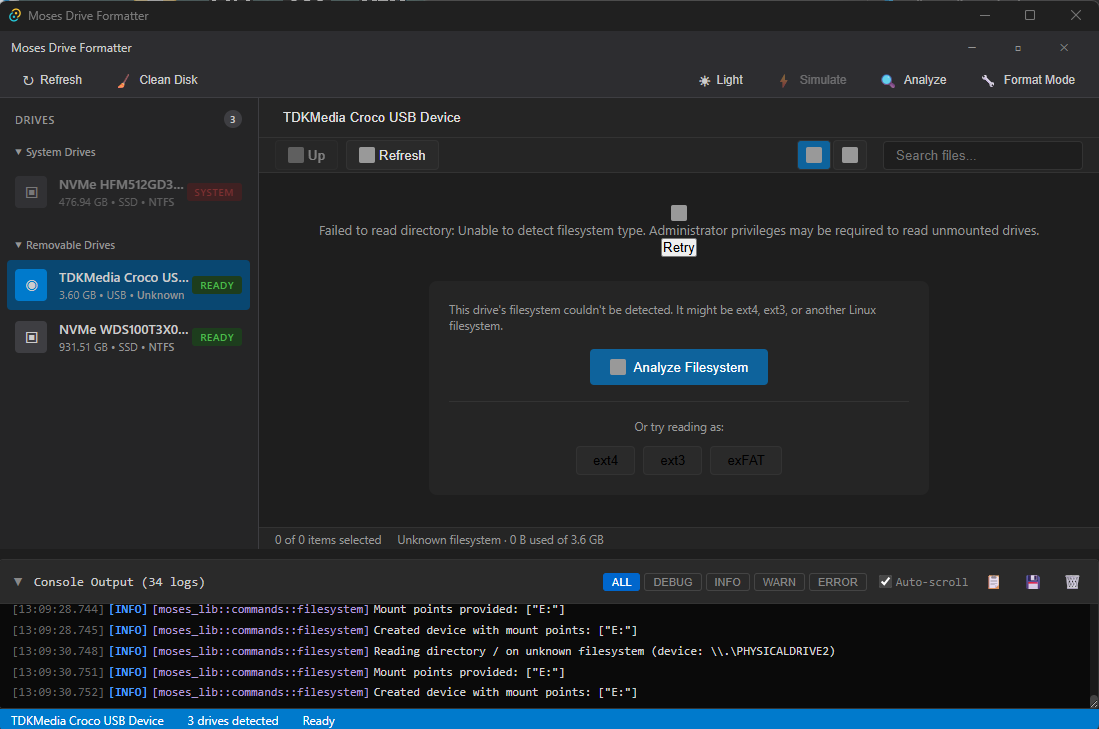 Moses Drive Formatter
Moses Drive Formatter
Refresh Clean Disk Light Simulate Analyze Format Mode
DRIVES 3
System Drives
NVMe HFM512GD3... SYSTEM
476.94 GB • SSD • NTFS
Removable Drives
TDKMedia Croco US... READY
3.60 GB • USB • Unknown
NVMe WDS100T3X0... READY
931.51 GB • SSD • NTFS
TDKMedia Croco USB Device
Up Refresh Search files...
Failed to read directory: Unable to detect filesystem type. Administrator privileges may be required to read unmounted drives.
Retry
This drive's filesystem couldn't be detected. It might be ext4, ext3, or another Linux
filesystem.
Analyze Filesystem
Or try reading as:
ext4 ext3 exFAT
0 of 0 items selected Unknown filesystem · 0 B used of 3.6 GB
Console Output (34 logs) ALL DEBUG INFO WARN ERROR Auto-scroll
[13:09:28.744] [INFO] [moses_lib::commands::filesystem] Mount points provided: ["E:"]
[13:09:28.745] [INFO] [moses_lib::commands::filesystem] Created device with mount points: ["E:"]
[13:09:30.748] [INFO] [moses_lib::commands::filesystem] Reading directory / on unknown filesystem (device: \\.\PHYSICALDRIVE2)
[13:09:30.751] [INFO] [moses_lib::commands::filesystem] Mount points provided: ["E:"]
[13:09:30.752] [INFO] [moses_lib::commands::filesystem] Created device with mount points: ["E:"]
TDKMedia Croco USB Device 3 drives detected Ready